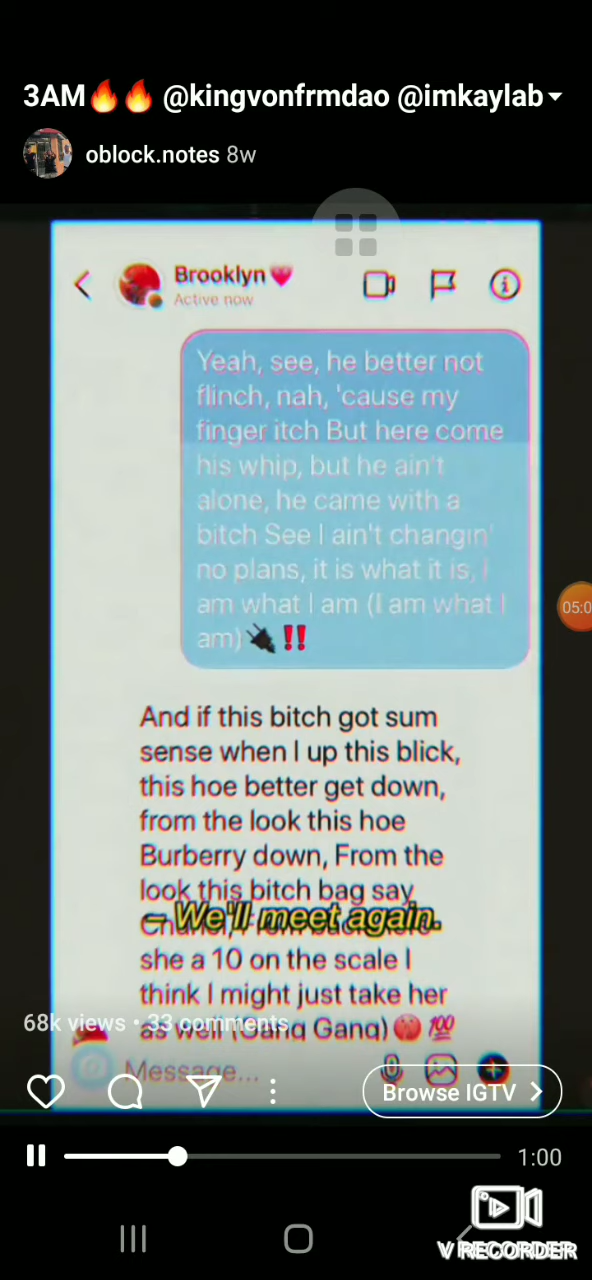 3AM🔥🔥 @kingvonfrmdao @imkaylab
oblock.notes 8w
Brooklyn
Active now
Yeah, see, he better not
flinch, nah, 'cause my
finger itch But here come
his whip, but he ain't
alone, he came with a
bitch See I ain't changin'
no plans, it is what it is, I
am what I am (I am what I
am)🔌‼️
And if this bitch got sum
sense when I up this blick,
this hoe better get down,
from the look this hoe
Burberry down, From the
look this bitch bag say
– We'll meet again.
she a 10 on the scale I
think I might just take her
68k views • 33 comments
as well (Gang Gang) 💯
Message...
Browse IGTV
05:0
1:00
V RECORDER